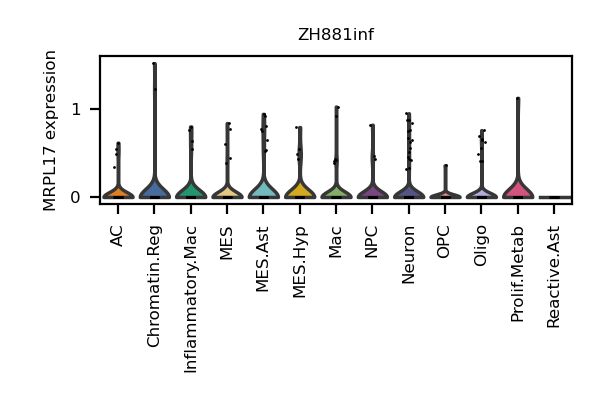 ZH881inf
MRPL17 expression
1
0
AC
Chromatin.Reg
Inflammatory.Mac
MES
MES.Ast
MES.Hyp
Mac
NPC
Neuron
OPC
Oligo
Prolif.Metab
Reactive.Ast